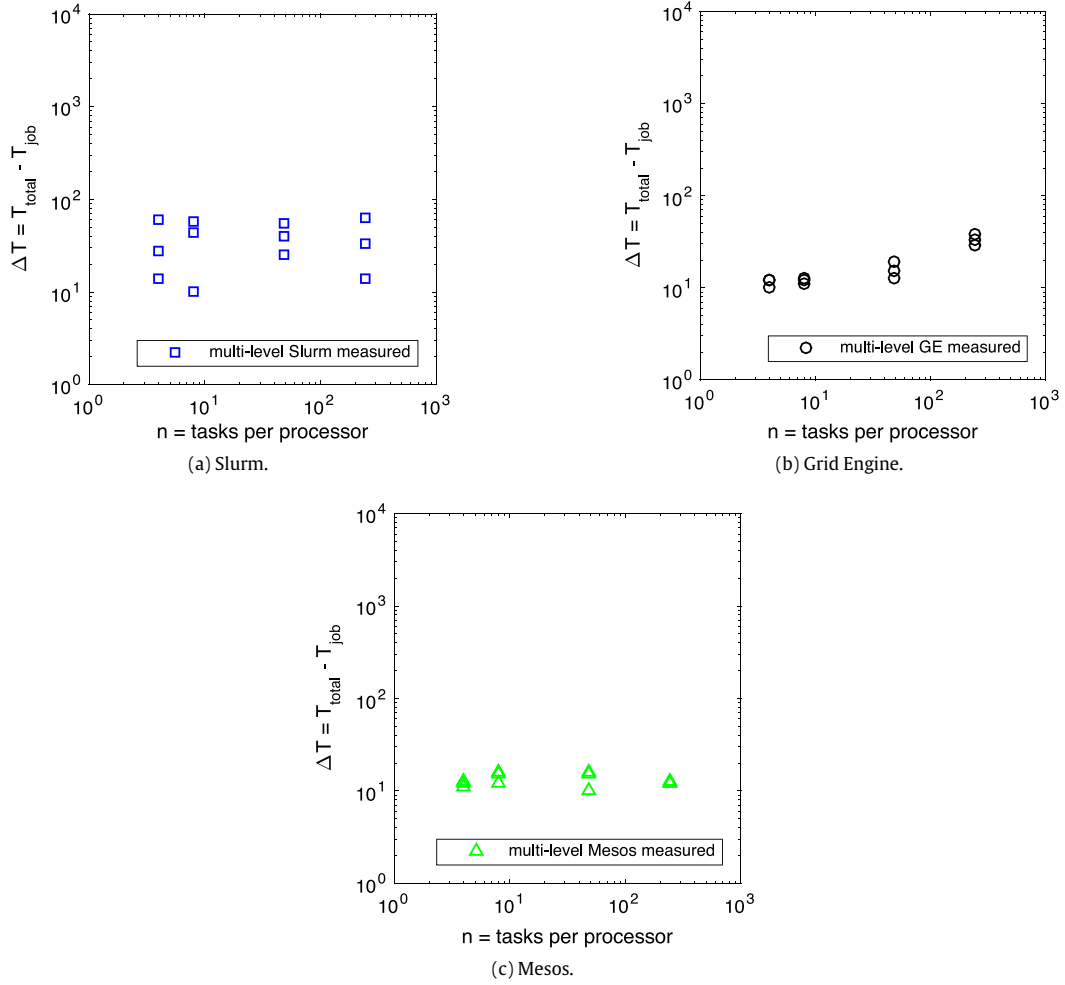 10^4
10^3
10^2
10^1
10^0
ΔT = T_total - T_job
multi-level Slurm measured
10^0 10^1 10^2 10^3
n = tasks per processor
(a) Slurm.
10^4
10^3
10^2
10^1
10^0
ΔT = T_total - T_job
multi-level GE measured
10^0 10^1 10^2 10^3
n = tasks per processor
(b) Grid Engine.
10^4
10^3
10^2
10^1
10^0
ΔT = T_total - T_job
multi-level Mesos measured
10^0 10^1 10^2 10^3
n = tasks per processor
(c) Mesos.